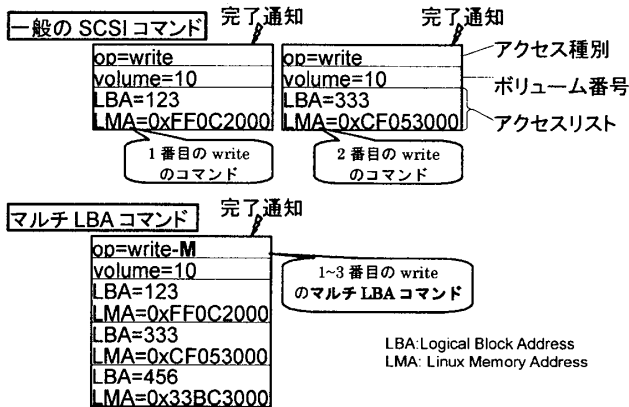 一般の SCSI コマンド
完了通知
完了通知
op=write
volume=10
LBA=123
LMA=0xFF0C2000
op=write
volume=10
LBA=333
LMA=0xCF053000
アクセス種別
ボリューム番号
アクセスリスト
1 番目の write
のコマンド
2 番目の write
のコマンド
マルチ LBA コマンド
完了通知
op=write-M
volume=10
LBA=123
LMA=0xFF0C2000
LBA=333
LMA=0xCF053000
LBA=456
LMA=0x33BC3000
1~3 番目の write
のマルチ LBA コマンド
LBA:Logical Block Address
LMA: Linux Memory Address